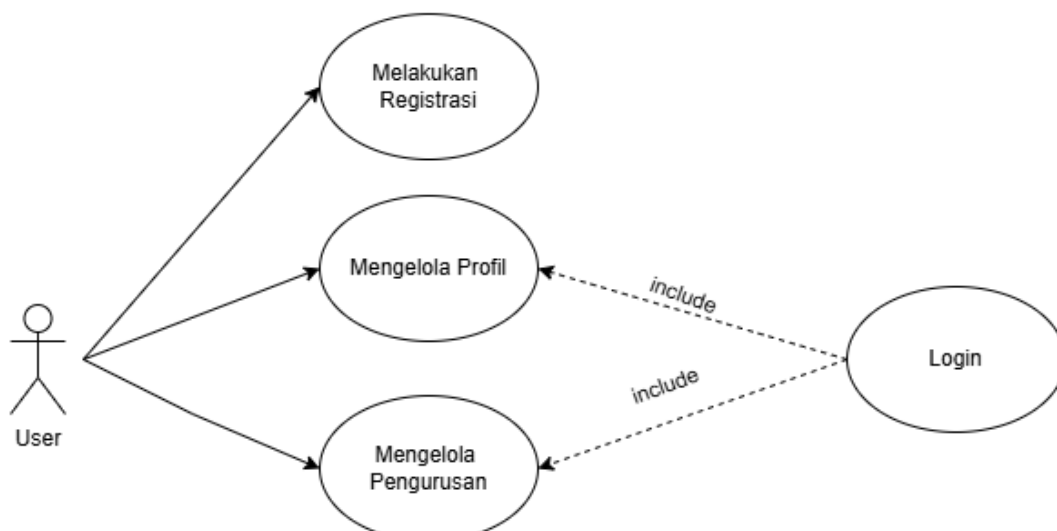 Melakukan
Registrasi
Mengelola Profil
include
Login
include
User
Mengelola
Pengurusan